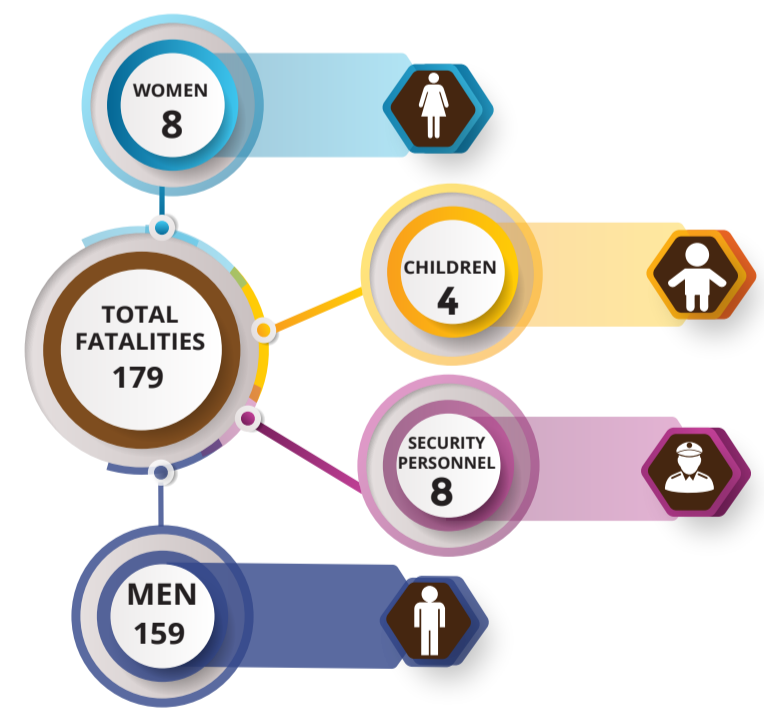 WOMEN
8
TOTAL
FATALITIES
179
CHILDREN
4
SECURITY
PERSONNEL
8
MEN
159